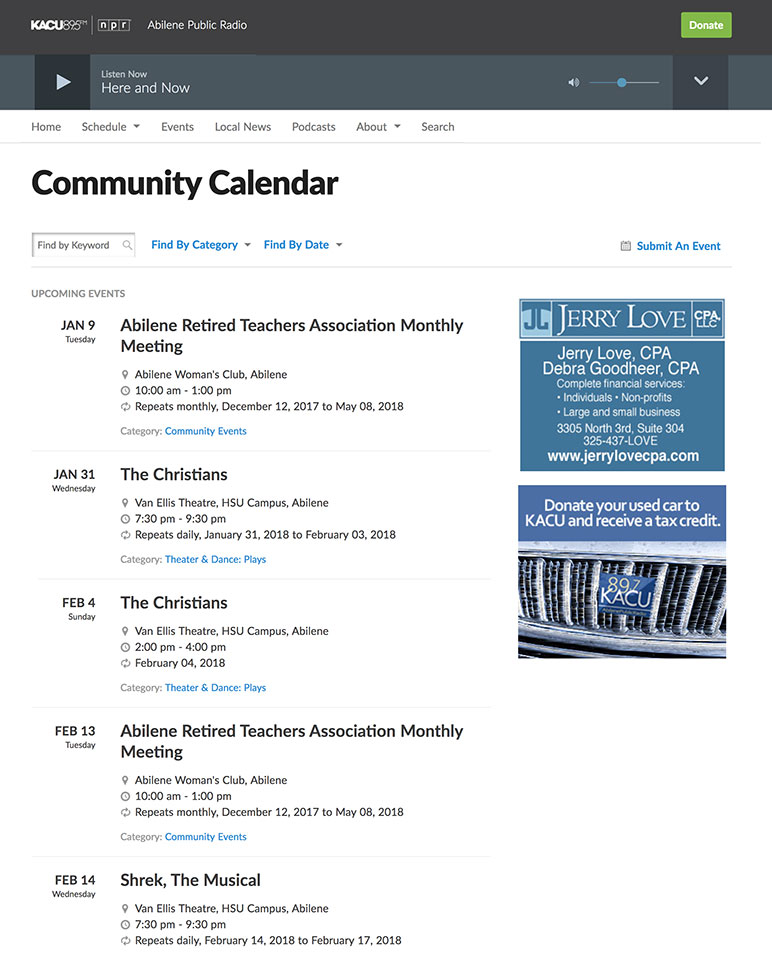 KACU 89.5FM npr Abilene Public Radio
Donate
Listen Now
Here and Now
Home Schedule Events Local News Podcasts About Search
Community Calendar
Find by Keyword Find By Category Find By Date Submit An Event
UPCOMING EVENTS
JAN 9
Tuesday
Abilene Retired Teachers Association Monthly
Meeting
Abilene Woman's Club, Abilene
10:00 am - 1:00 pm
Repeats monthly, December 12, 2017 to May 08, 2018
Category: Community Events
JAN 31
Wednesday
The Christians
Van Ellis Theatre, HSU Campus, Abilene
7:30 pm - 9:30 pm
Repeats daily, January 31, 2018 to February 03, 2018
Category: Theater & Dance: Plays
FEB 4
Sunday
The Christians
Van Ellis Theatre, HSU Campus, Abilene
2:00 pm - 4:00 pm
February 04, 2018
Category: Theater & Dance: Plays
FEB 13
Tuesday
Abilene Retired Teachers Association Monthly
Meeting
Abilene Woman's Club, Abilene
10:00 am - 1:00 pm
Repeats monthly, December 12, 2017 to May 08, 2018
Category: Community Events
FEB 14
Wednesday
Shrek, The Musical
Van Ellis Theatre, HSU Campus, Abilene
7:30 pm - 9:30 pm
Repeats daily, February 14, 2018 to February 17, 2018
JL JERRY LOVE CPA, LLC
Jerry Love, CPA
Debra Goodheer, CPA
Complete financial services:
• Individuals • Non-profits
• Large and small business
3305 North 3rd, Suite 304
325-437-LOVE
www.jerrylovecpa.com
Donate your used car to
KACU and receive a tax credit.
89.7
KACU